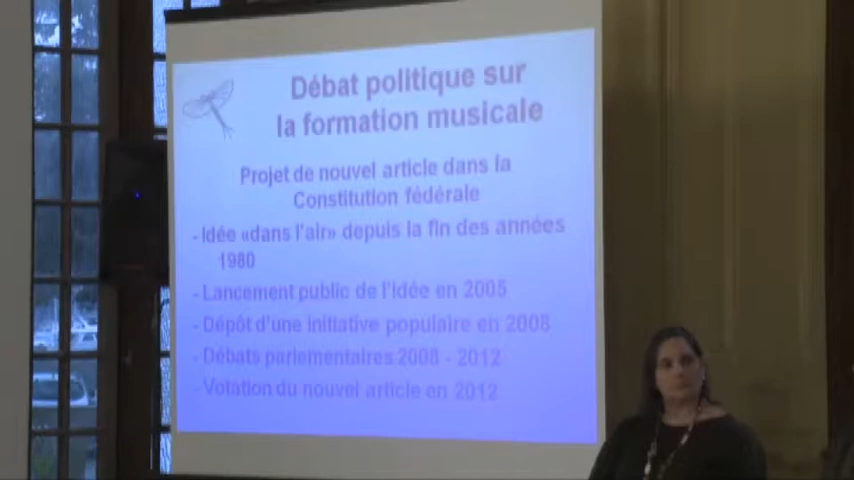 Débat politique sur
la formation musicale
Projet de nouvel article dans la
Constitution fédérale
- Idée «dans l'air» depuis la fin des années
1980
- Lancement public de l'idée en 2005
- Dépôt d'une initiative populaire en 2008
- Débats parlementaires 2008 - 2012
- Votation du nouvel article en 2012